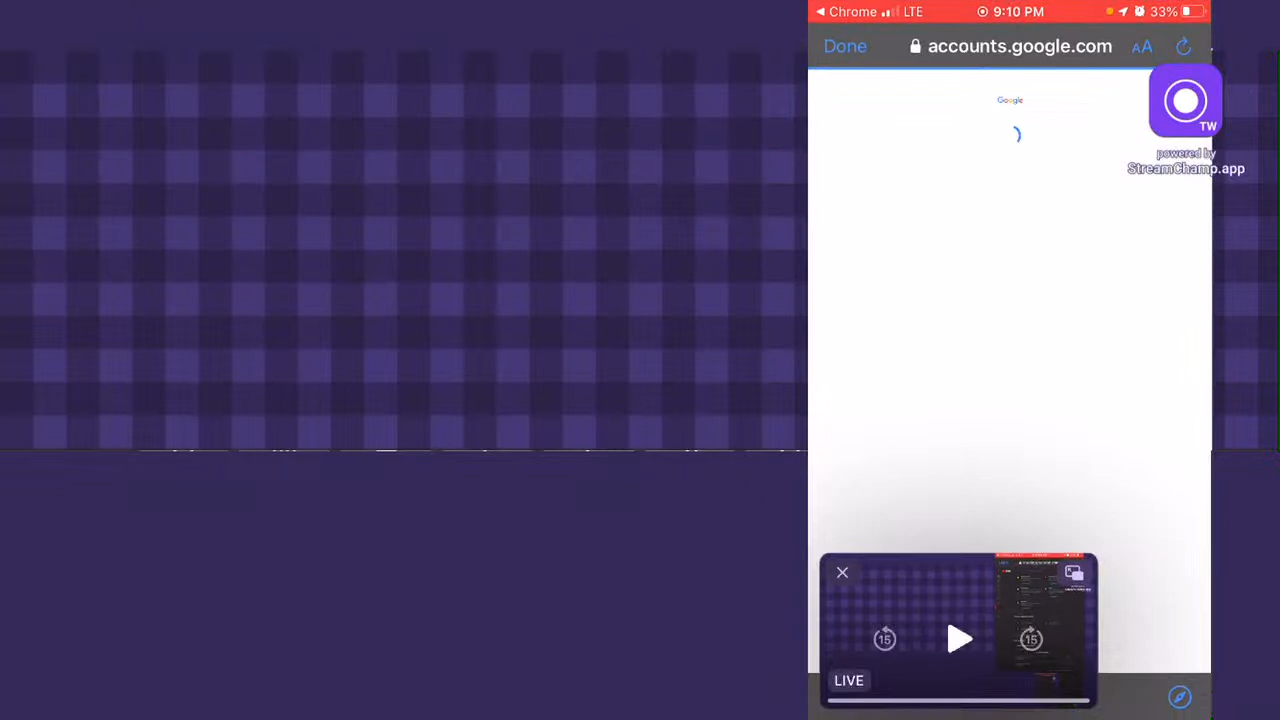 ◀ Chrome LTE 9:10 PM 33%
Done accounts.google.com AA
Google
TW
powered by
StreamChamp.app
15 15
LIVE